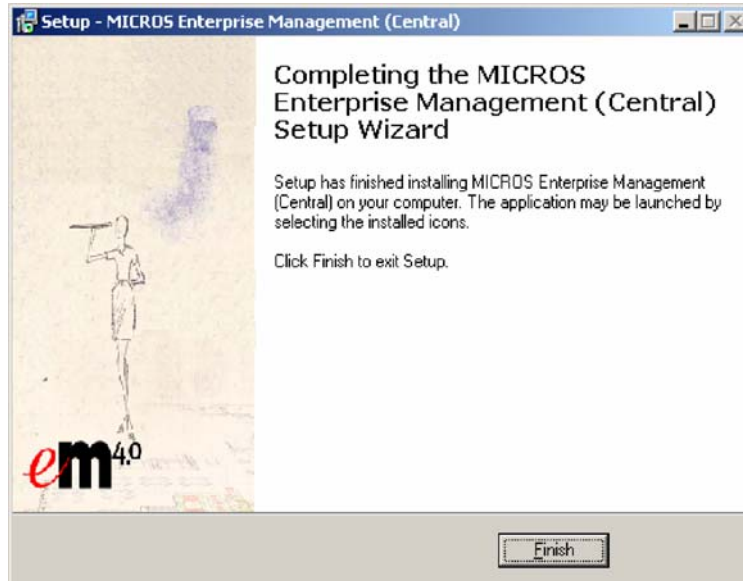 Setup - MICROS Enterprise Management (Central)
Completing the MICROS
Enterprise Management (Central)
Setup Wizard
Setup has finished installing MICROS Enterprise Management
(Central) on your computer. The application may be launched by
selecting the installed icons.
Click Finish to exit Setup.
em 4.0
Finish